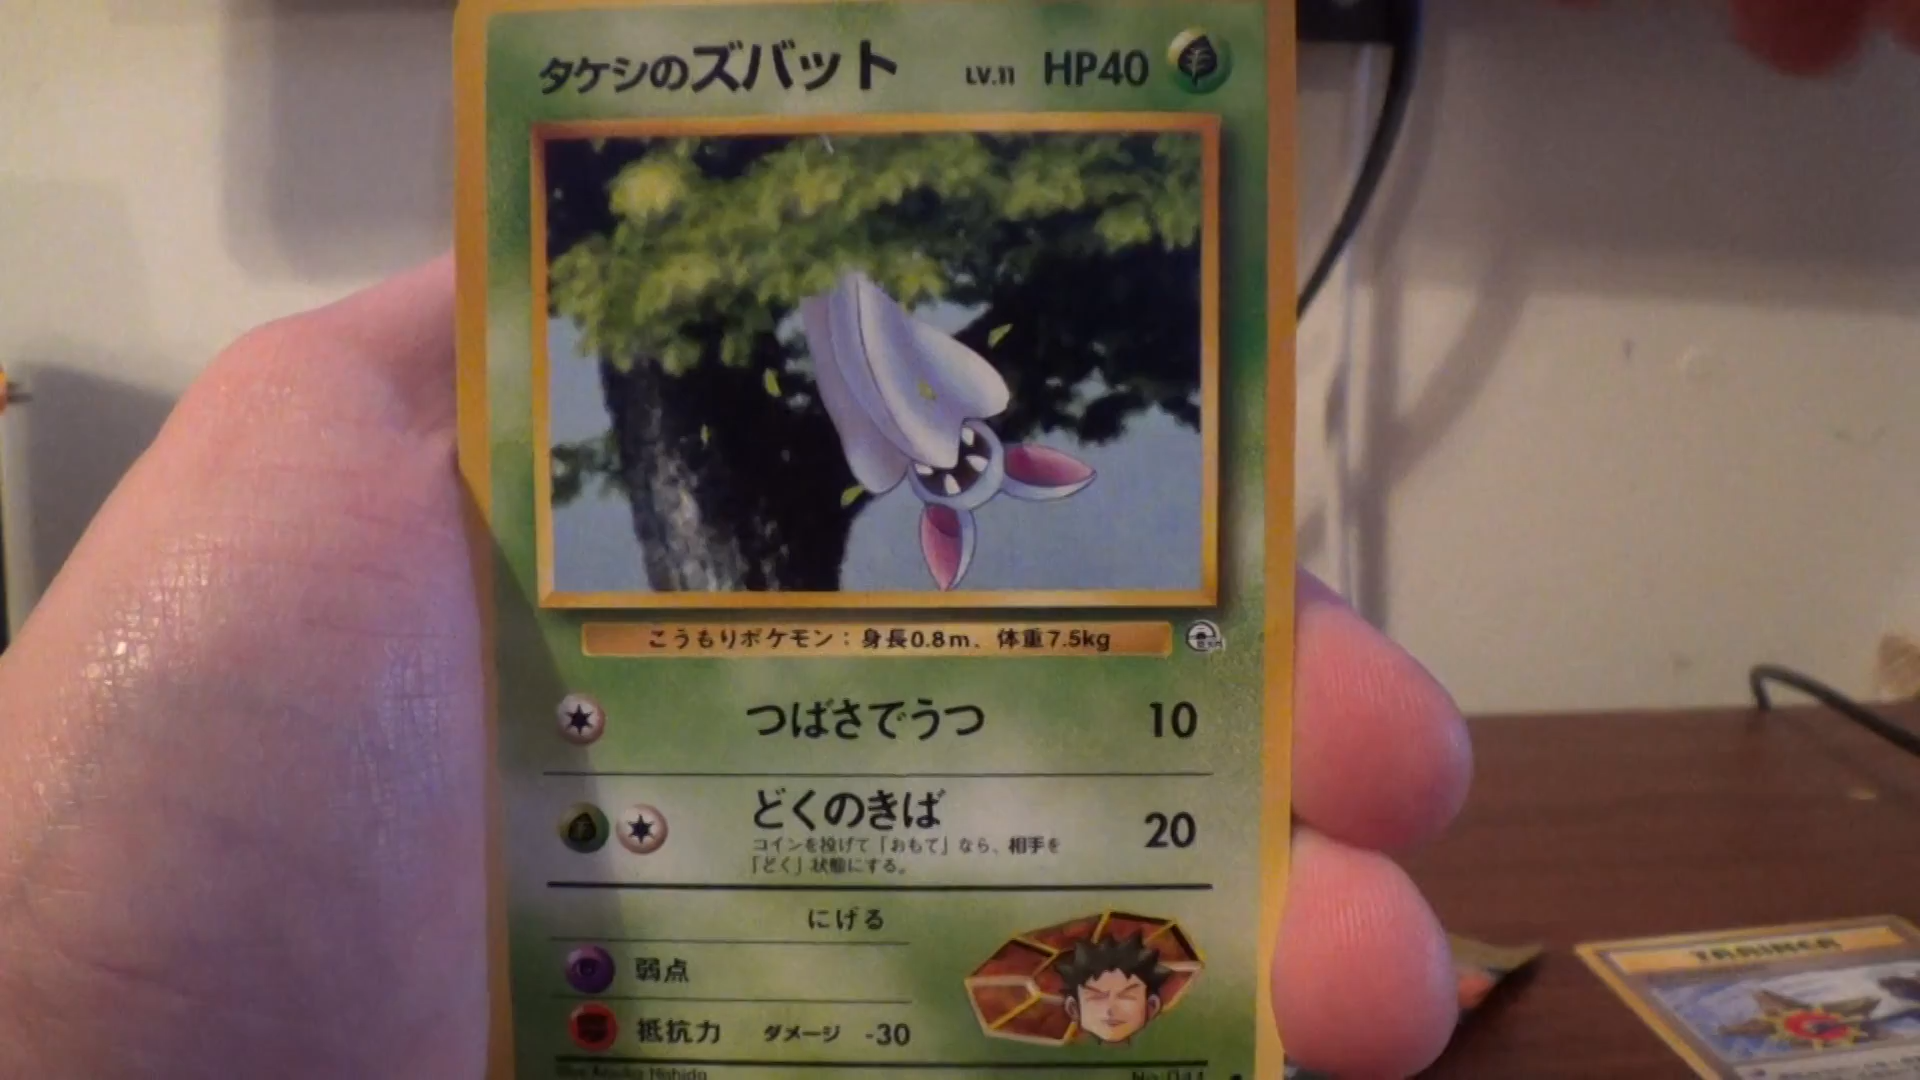 タケシのズバット LV.11 HP40
こうもりポケモン：身長0.8m、体重7.5kg
つばさでうつ 10
どくのきば 20
コインを投げて「おもて」なら、相手を
「どく」状態にする。
にげる
弱点
抵抗力 ダメージ -30
TRAINER